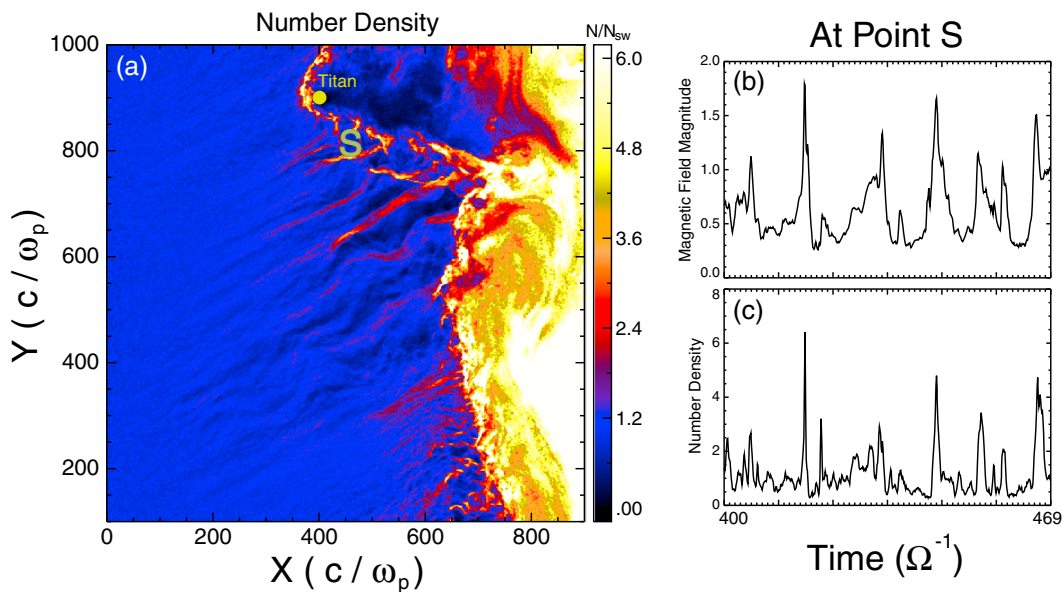 Number Density
N/Nsw
At Point S
(a)
Titan
S
1000
800
600
400
200
Y ( c / ωp )
0
200
400
600
800
X ( c / ωp )
6.0
4.8
3.6
2.4
1.2
.00
(b)
2.0
1.5
1.0
0.5
0.0
Magnetic Field Magnitude
(c)
8
6
4
2
0
Number Density
400
469
Time (Ω⁻¹)